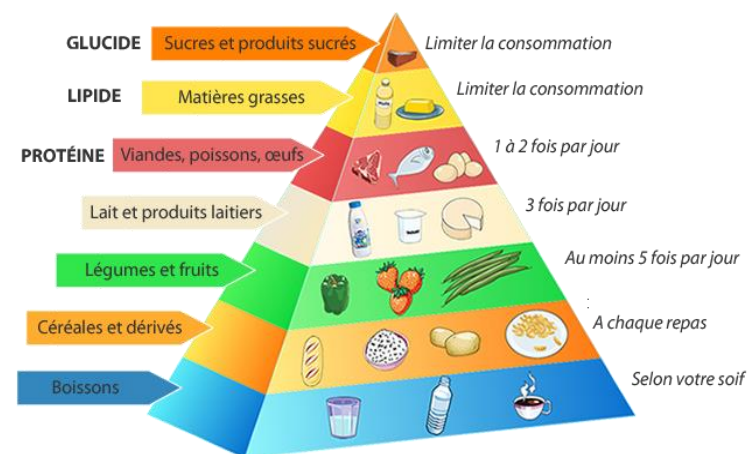 GLUCIDE Sucres et produits sucrés Limiter la consommation
LIPIDE Matières grasses Limiter la consommation
PROTÉINE Viandes, poissons, œufs 1 à 2 fois par jour
Lait et produits laitiers 3 fois par jour
Légumes et fruits Au moins 5 fois par jour
:
Céréales et dérivés A chaque repas
Boissons Selon votre soif